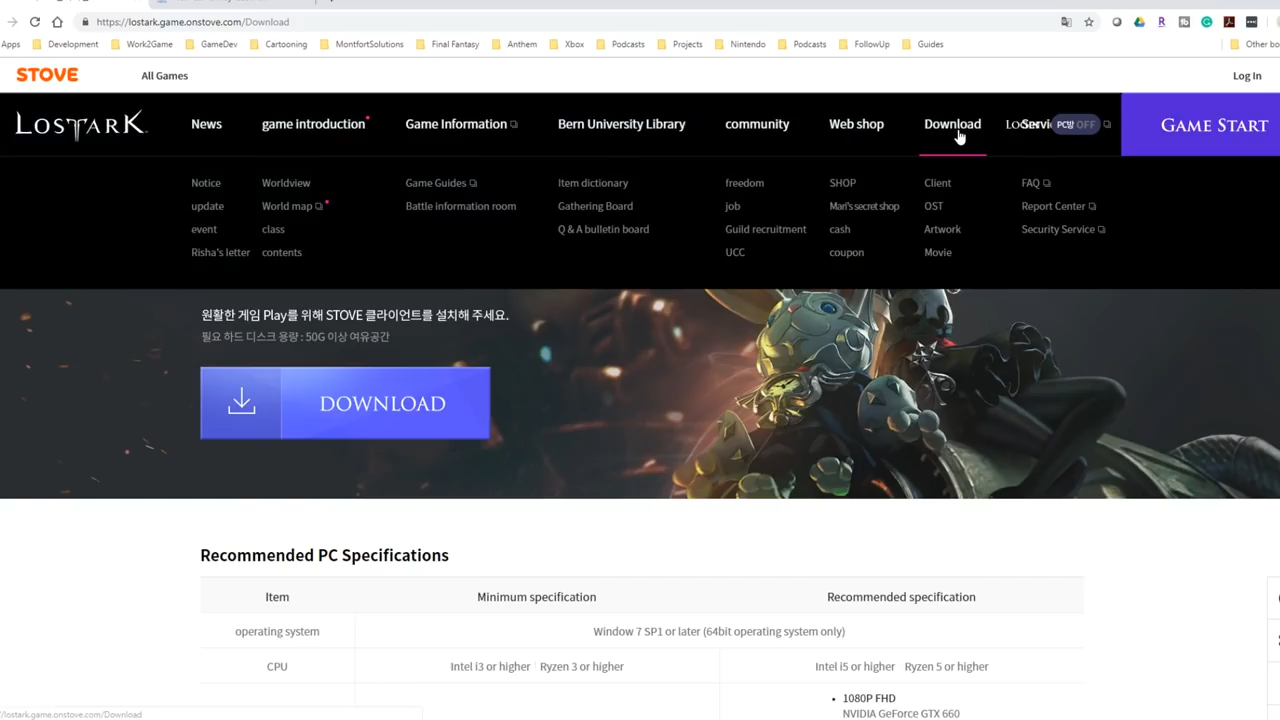 https://lostark.game.onstove.com/Download
Apps Development Work2Game GameDev Cartooning MontfortSolutions Final Fantasy Anthem Xbox Podcasts Projects Nintendo Podcasts FollowUp Guides Other bo
STOVE All Games Log In
LOSTARK News game introduction Game Information Bern University Library community Web shop Download PC방 OFF GAME START
Notice Worldview Game Guides Item dictionary freedom SHOP Client FAQ
update World map Battle information room Gathering Board job Mari's secret shop OST Report Center
event class Q & A bulletin board Guild recruitment cash Artwork Security Service
Risha's letter contents UCC coupon Movie
원활한 게임 Play를 위해 STOVE 클라이언트를 설치해 주세요.
필요 하드 디스크 용량 : 50G 이상 여유공간
DOWNLOAD
Recommended PC Specifications
Item Minimum specification Recommended specification
operating system Window 7 SP1 or later (64bit operating system only)
CPU Intel i3 or higher Ryzen 3 or higher Intel i5 or higher Ryzen 5 or higher
• 1080P FHD
NVIDIA GeForce GTX 660
//lostark.game.onstove.com/Download